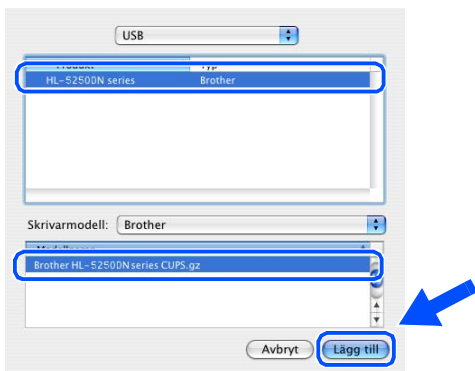 USB
HL-5250DN series Brother
Skrivarmodell: Brother
Brother HL-5250DN series CUPS.gz
Avbryt Lägg till